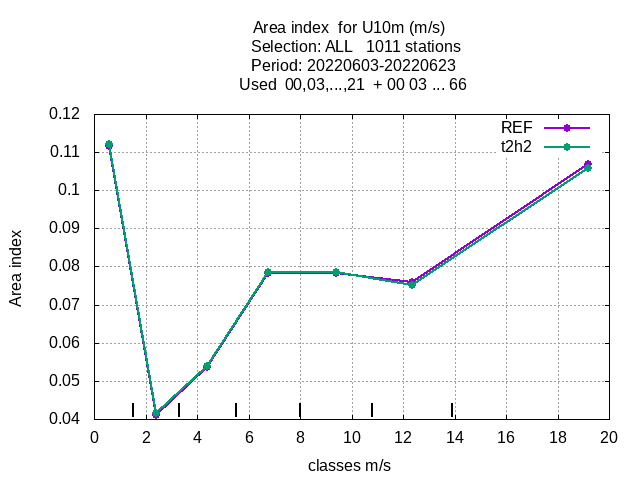 Area index  for U10m (m/s)
Selection: ALL   1011 stations
Period: 20220603-20220623
Used  00,03,...,21  + 00 03 ... 66
REF
t2h2
0.12
0.11
0.1
0.09
0.08
0.07
0.06
0.05
0.04
Area index
0 2 4 6 8 10 12 14 16 18 20
classes m/s